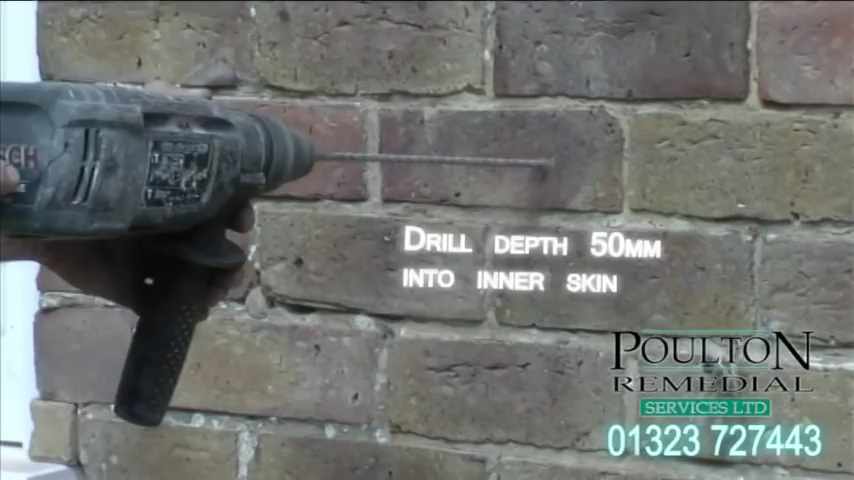 DRILL DEPTH 50MM
INTO INNER SKIN
POULTON
REMEDIAL
SERVICES LTD
01323 727443